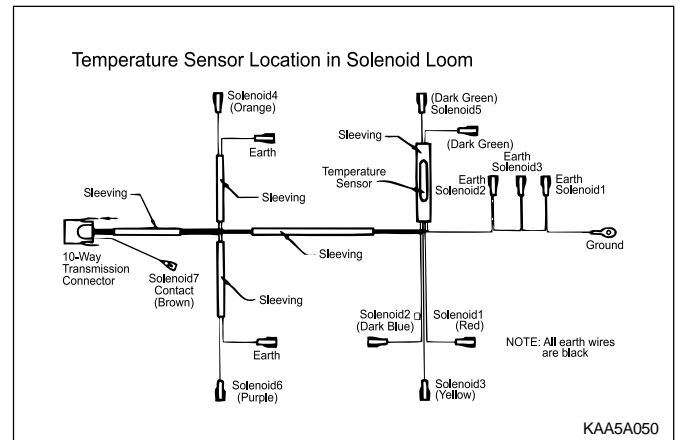 Temperature Sensor Location in Solenoid Loom
Solenoid4
(Orange)
(Dark Green)
Solenoid5
Earth
Sleeving
(Dark Green)
Earth
Solenoid3
Temperature
Sensor
Earth
Solenoid2
Earth
Solenoid1
Sleeving
Sleeving
Sleeving
Ground
10-Way
Transmission
Connector
Solenoid7
Contact
(Brown)
Sleeving
Solenoid2
(Dark Blue)
Solenoid1
(Red)
NOTE: All earth wires
are black
Earth
Solenoid6
(Purple)
Solenoid3
(Yellow)
KAA5A050